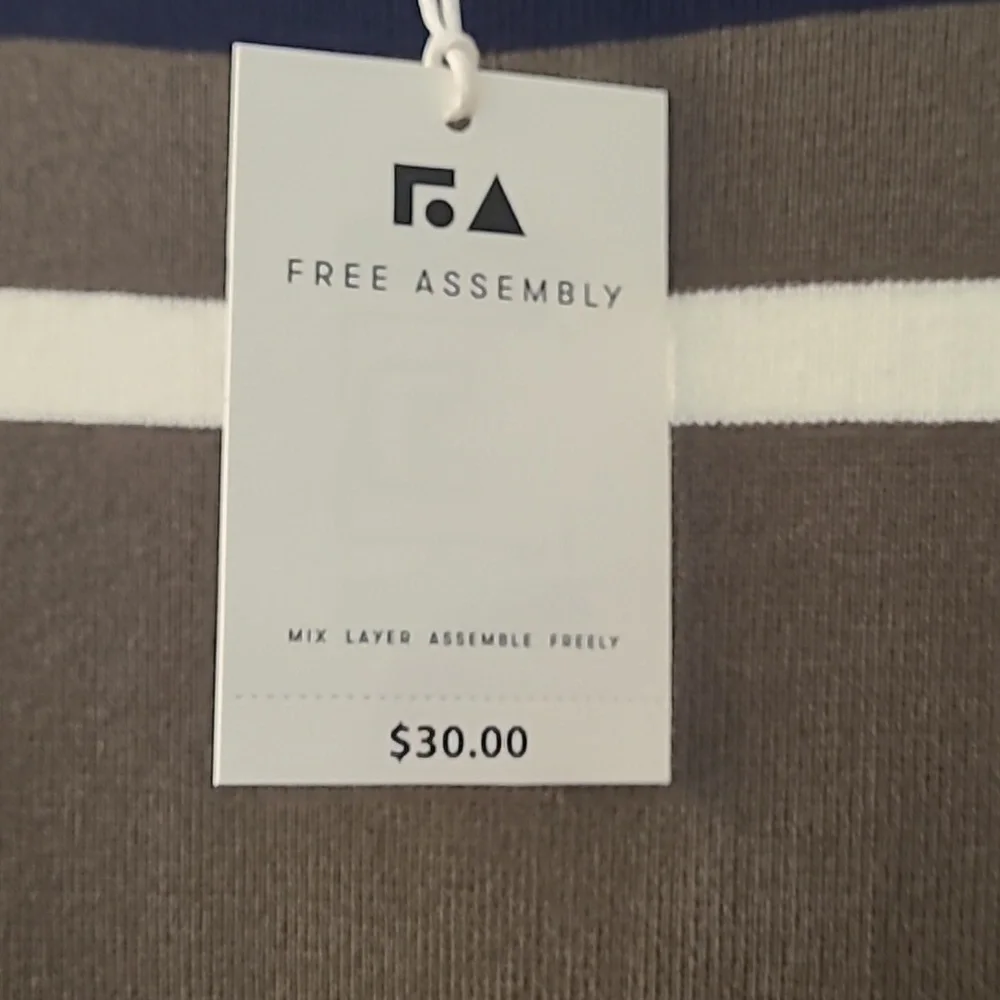 FREE ASSEMBLY
MIX LAYER ASSEMBLE FREELY
$30.00